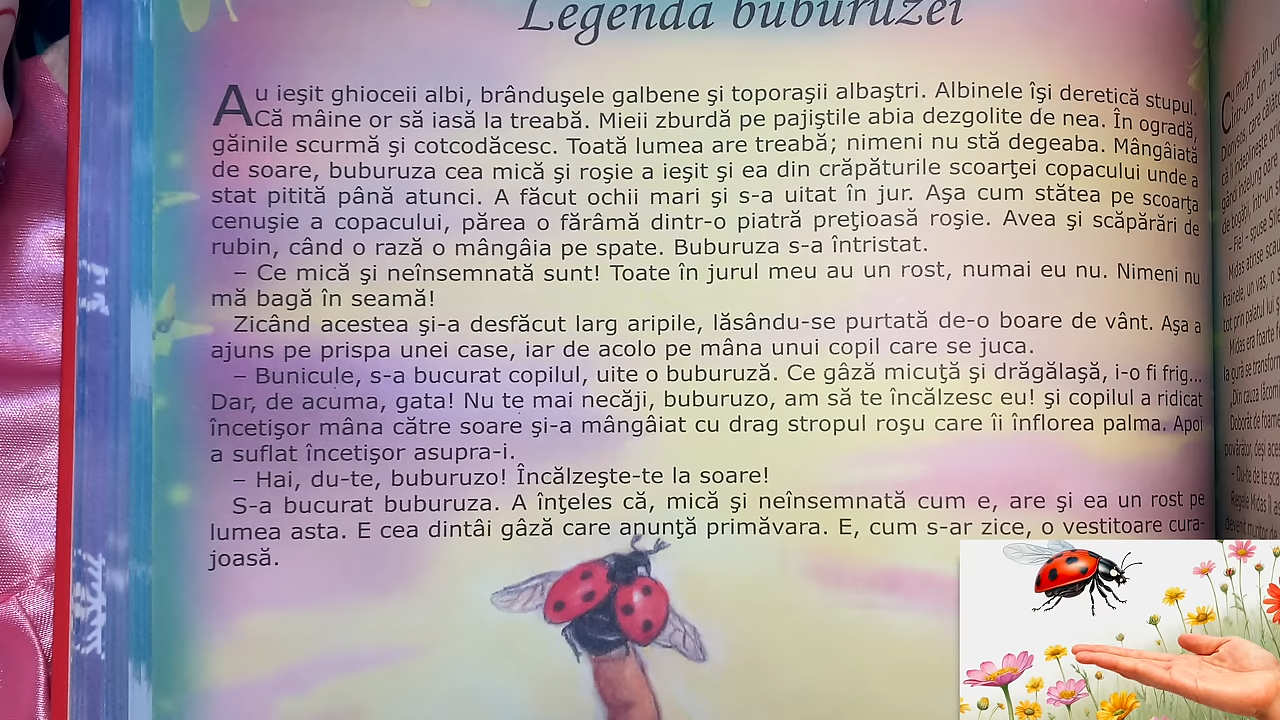 Legenda buburuzei
Au ieşit ghioceii albi, brânduşele galbene şi toporaşii albaştri. Albinele îşi deretică stupul.
Că mâine or să iasă la treabă. Mieii zburdă pe pajiştile abia dezgolite de nea. În ogradă,
găinile scurmă şi cotcodăcesc. Toată lumea are treabă; nimeni nu stă degeaba. Mângâiată
de soare, buburuza cea mică şi roşie a ieşit şi ea din crăpăturile scoarţei copacului unde a
stat pitită până atunci. A făcut ochii mari şi s-a uitat în jur. Aşa cum stătea pe scoarţa
cenuşie a copacului, părea o fărâmă dintr-o piatră preţioasă roşie. Avea şi scăpărări de
rubin, când o rază o mângâia pe spate. Buburuza s-a întristat.
– Ce mică şi neînsemnată sunt! Toate în jurul meu au un rost, numai eu nu. Nimeni nu
mă bagă în seamă!
Zicând acestea şi-a desfăcut larg aripile, lăsându-se purtată de-o boare de vânt. Aşa a
ajuns pe prispa unei case, iar de acolo pe mâna unui copil care se juca.
– Bunicule, s-a bucurat copilul, uite o buburuză. Ce gâză micuţă şi drăgălaşă, i-o fi frig...
Dar, de acuma, gata! Nu te mai necăji, buburuzo, am să te încălzesc eu! şi copilul a ridicat
încetişor mâna către soare şi-a mângâiat cu drag stropul roşu care îi înflorea palma. Apoi
a suflat încetişor asupra-i.
– Hai, du-te, buburuzo! Încălzeşte-te la soare!
S-a bucurat buburuza. A înţeles că, mică şi neînsemnată cum e, are şi ea un rost pe
lumea asta. E cea dintâi gâză care anunţă primăvara. E, cum s-ar zice, o vestitoare cura-
joasă.